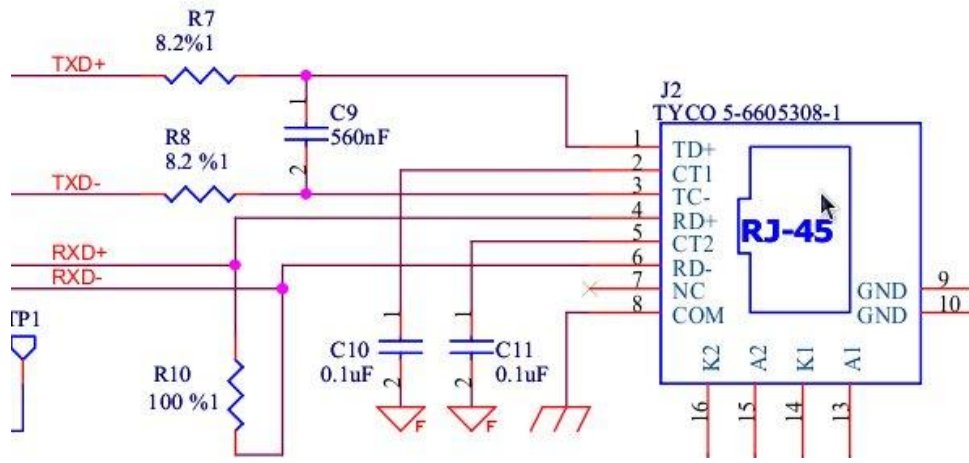 R7
8.2%1
TXD+
1
C9
560nF
2
R8
8.2 %1
TXD-
RXD+
RXD-
TP1
R10
100 %1
C10
0.1uF
1
2
F
C11
0.1uF
1
2
F
J2
TYCO 5-6605308-1
1 TD+
2 CT1
3 TC-
4 RD+
5 CT2
6 RD-
7 NC
8 COM
RJ-45
GND 9
GND 10
K2 A2 K1 A1
16 15 14 13